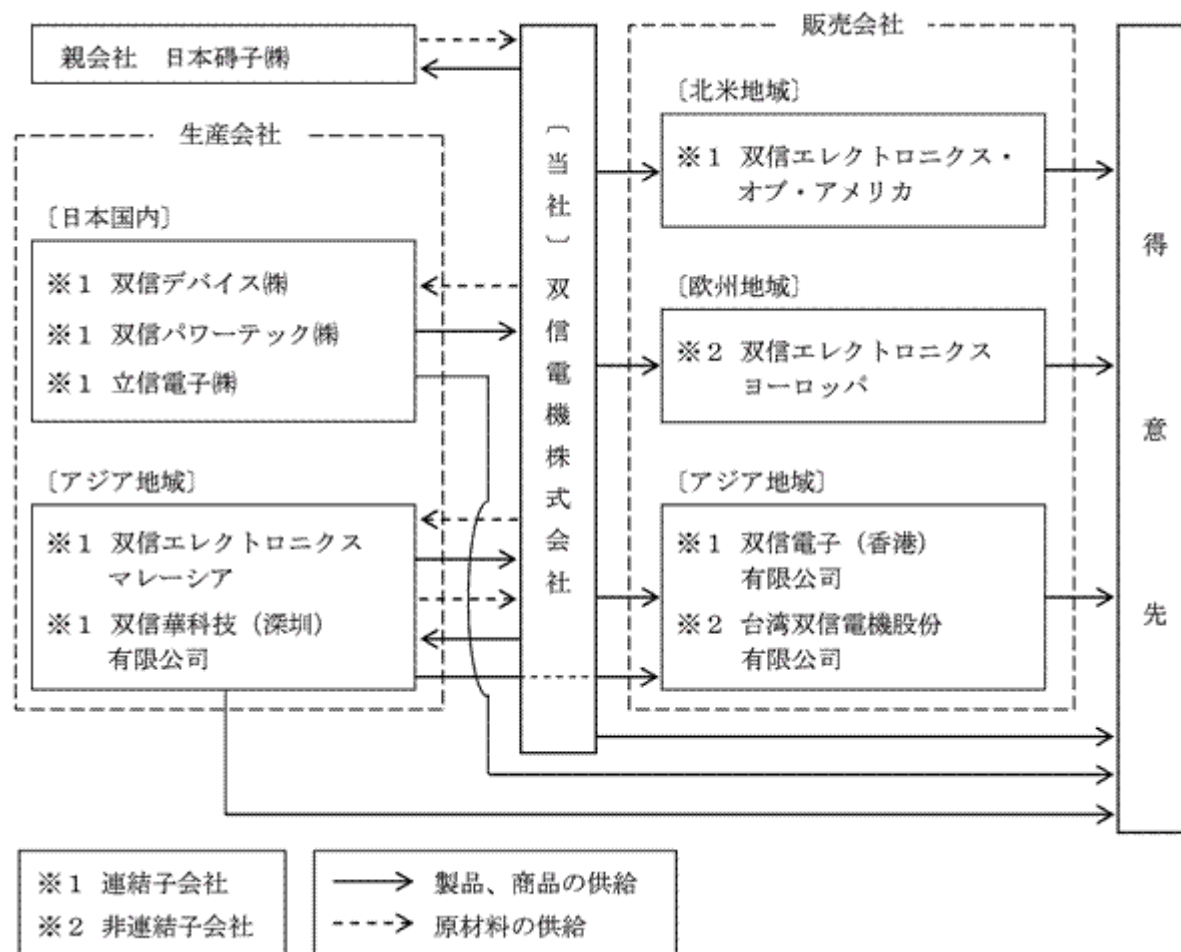 親会社 日本碍子㈱
生産会社
〔日本国内〕
※1 双信デバイス㈱
※1 双信パワーテック㈱
※1 立信電子㈱
〔アジア地域〕
※1 双信エレクトロニクス
マレーシア
※1 双信華科技（深圳）
有限公司
〔当社〕双信電機株式会社
販売会社
〔北米地域〕
※1 双信エレクトロニクス・
オブ・アメリカ
〔欧州地域〕
※2 双信エレクトロニクス
ヨーロッパ
〔アジア地域〕
※1 双信電子（香港）
有限公司
※2 台湾双信電機股份
有限公司
得意先
※1 連結子会社
※2 非連結子会社
製品、商品の供給
原材料の供給